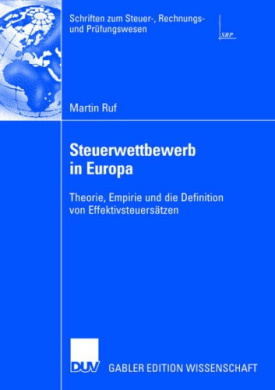 Schriften zum Steuer-, Rechnungs-
und Prüfungswesen
SRP
Martin Ruf
Steuerwettbewerb
in Europa
Theorie, Empirie und die Definition
von Effektivsteuersätzen
DUV
GABLER EDITION WISSENSCHAFT